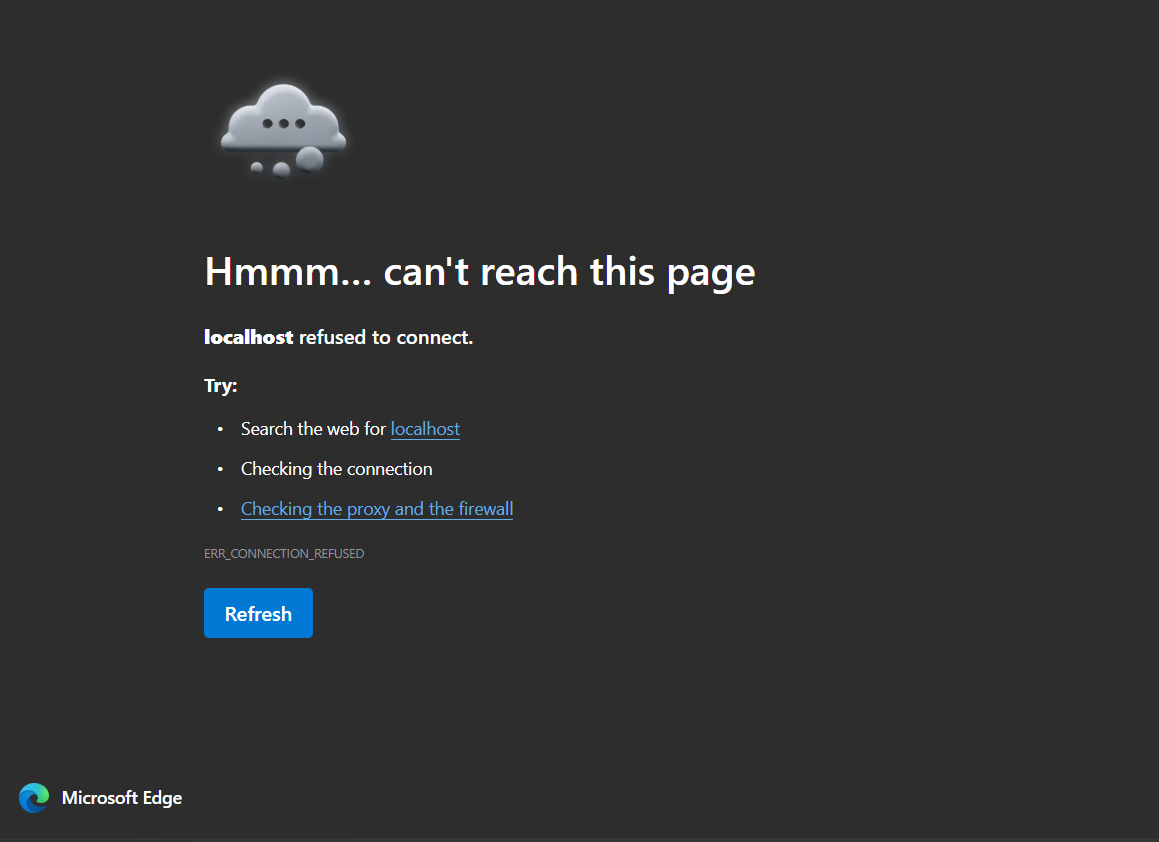 Hmmm... can't reach this page
localhost refused to connect.
Try:
• Search the web for localhost
• Checking the connection
• Checking the proxy and the firewall
ERR_CONNECTION_REFUSED
Refresh
Microsoft Edge